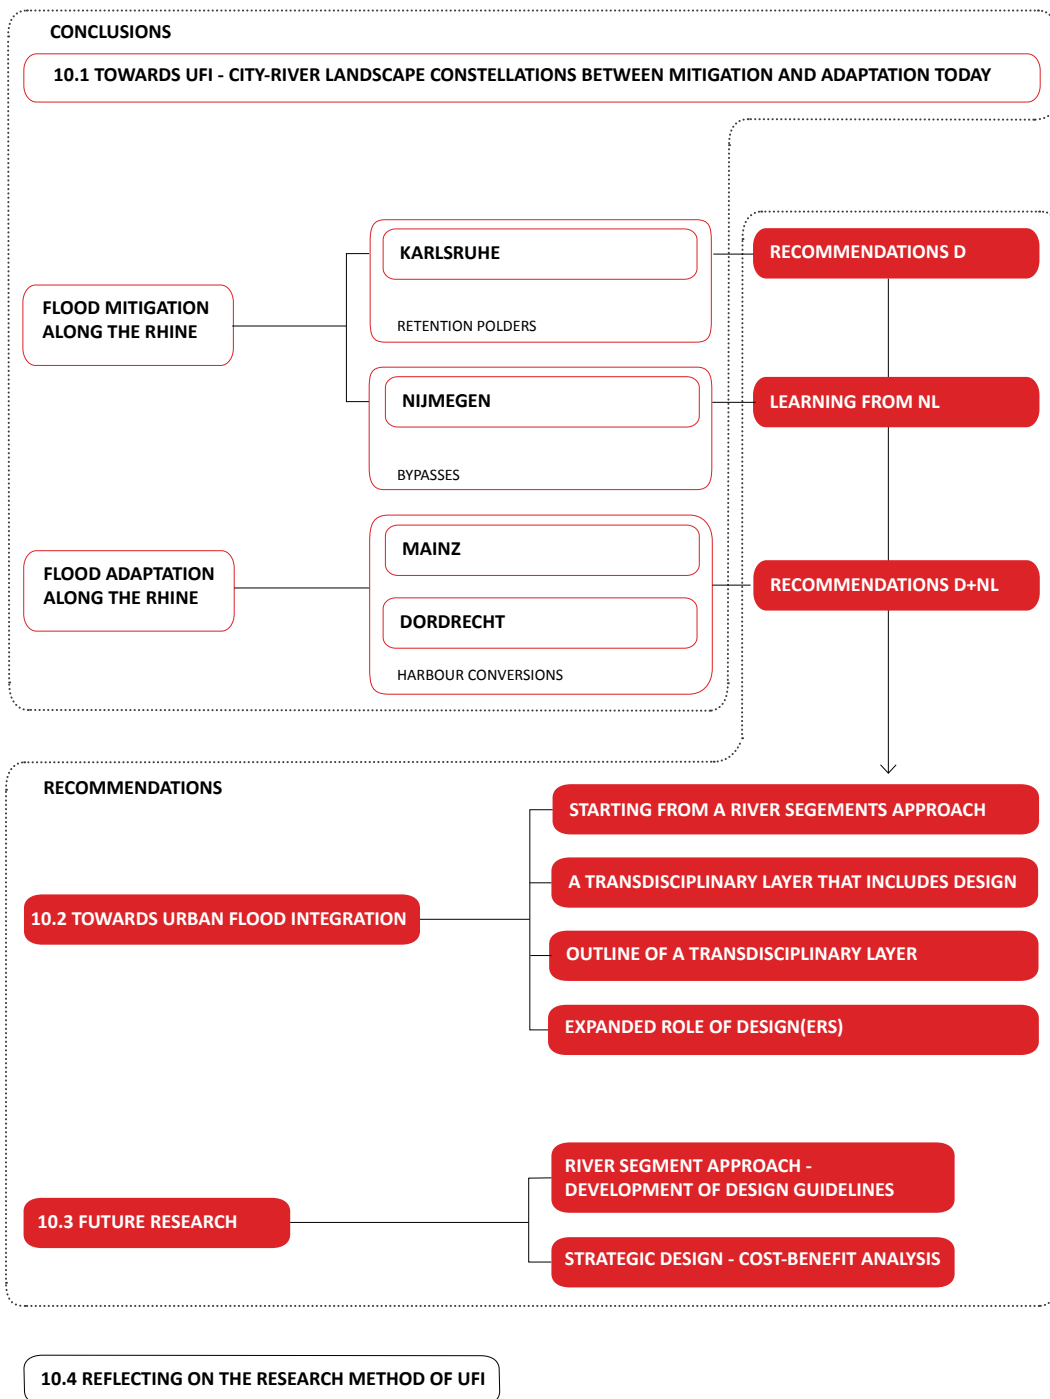 CONCLUSIONS
10.1 TOWARDS UFI - CITY-RIVER LANDSCAPE CONSTELLATIONS BETWEEN MITIGATION AND ADAPTATION TODAY
FLOOD MITIGATION
ALONG THE RHINE
KARLSRUHE
RETENTION POLDERS
RECOMMENDATIONS D
NIJMEGEN
BYPASSES
LEARNING FROM NL
FLOOD ADAPTATION
ALONG THE RHINE
MAINZ
DORDRECHT
HARBOUR CONVERSIONS
RECOMMENDATIONS D+NL
RECOMMENDATIONS
10.2 TOWARDS URBAN FLOOD INTEGRATION
STARTING FROM A RIVER SEGEMENTS APPROACH
A TRANSDISCIPLINARY LAYER THAT INCLUDES DESIGN
OUTLINE OF A TRANSDISCIPLINARY LAYER
EXPANDED ROLE OF DESIGN(ERS)
10.3 FUTURE RESEARCH
RIVER SEGMENT APPROACH -
DEVELOPMENT OF DESIGN GUIDELINES
STRATEGIC DESIGN - COST-BENEFIT ANALYSIS
10.4 REFLECTING ON THE RESEARCH METHOD OF UFI